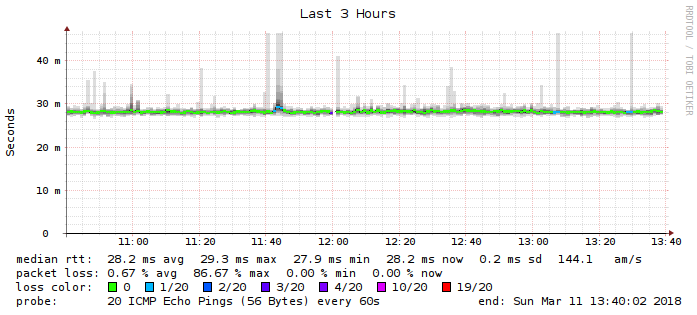 Last 3 Hours
RRDTOOL / TOBI OETIKER
Seconds
40 m
30 m
20 m
10 m
0
11:00 11:20 11:40 12:00 12:20 12:40 13:00 13:20 13:40
median rtt: 28.2 ms avg 29.3 ms max 27.9 ms min 28.2 ms now 0.2 ms sd 144.1 am/s
packet loss: 0.67 % avg 86.67 % max 0.00 % min 0.00 % now
loss color: 0 1/20 2/20 3/20 4/20 10/20 19/20
probe: 20 ICMP Echo Pings (56 Bytes) every 60s end: Sun Mar 11 13:40:02 2018